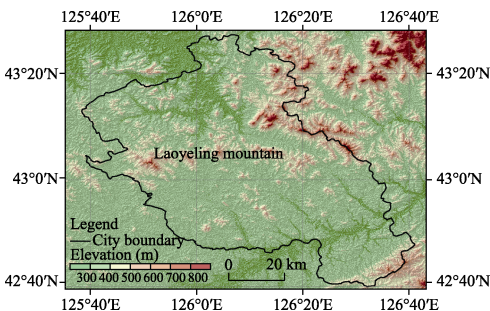 125°40′E 126°0′E 126°20′E 126°40′E
43°20′N 43°20′N
Laoyeling mountain
43°0′N 43°0′N
Legend
City boundary
Elevation (m)
300 400 500 600 700 800
0 20 km
42°40′N 42°40′N
125°40′E 126°0′E 126°20′E 126°40′E